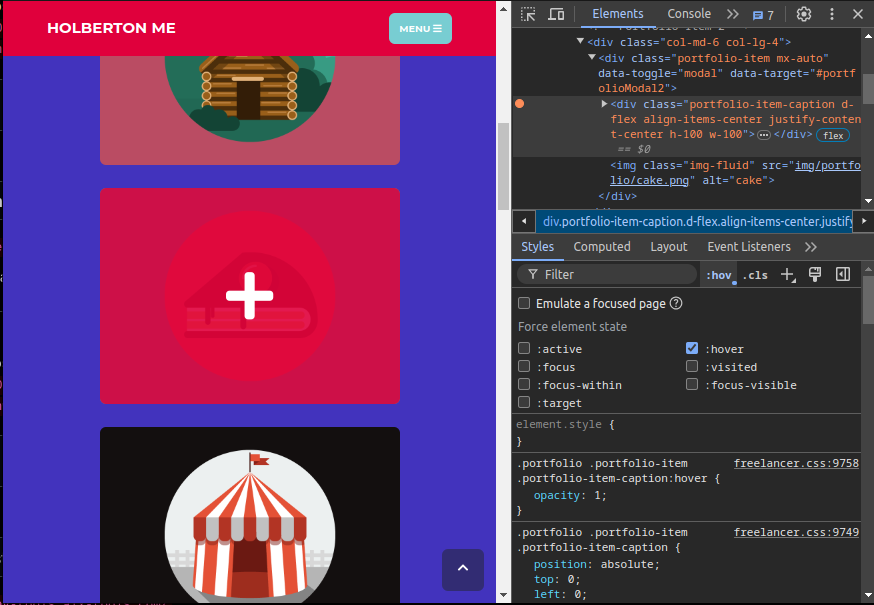 HOLBERTON ME
MENU
Elements
Console
7
<div class="col-md-6 col-lg-4">
<div class="portfolio-item mx-auto"
data-toggle="modal" data-target="#portf
olioModal2">
<div class="portfolio-item-caption d-
flex align-items-center justify-conten
t-center h-100 w-100">
</div>
flex
== $0
<img class="img-fluid" src="img/portfo
lio/cake.png" alt="cake">
</div>
div.portfolio-item-caption.d-flex.align-items-center.justify
Styles
Computed
Layout
Event Listeners
Filter
:hov
.cls
Emulate a focused page
Force element state
:active
:hover
:focus
:visited
:focus-within
:focus-visible
:target
element.style {
}
.portfolio .portfolio-item
freelancer.css:9758
.portfolio-item-caption:hover {
opacity: 1;
}
.portfolio .portfolio-item
freelancer.css:9749
.portfolio-item-caption {
position: absolute;
top: 0;
left: 0;